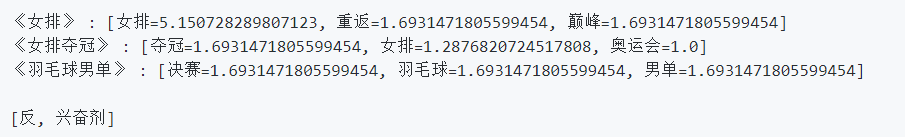 《女排》 : [女排=5.150728289807123, 重返=1.6931471805599454, 巅峰=1.6931471805599454]
《女排夺冠》 : [夺冠=1.6931471805599454, 女排=1.2876820724517808, 奥运会=1.0]
《羽毛球男单》 : [决赛=1.6931471805599454, 羽毛球=1.6931471805599454, 男单=1.6931471805599454]
[反, 兴奋剂]